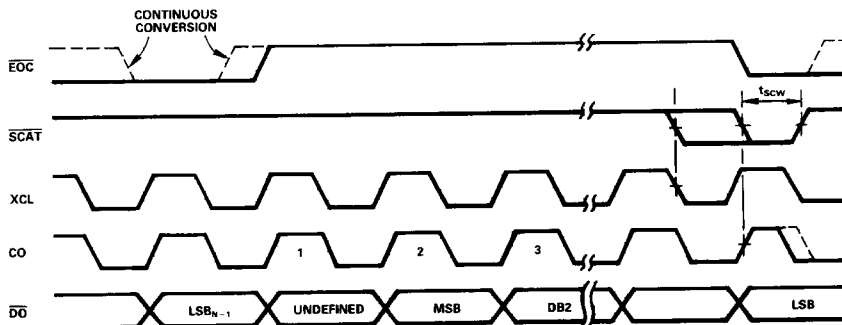 CONTINUOUS
CONVERSION
EOC
tSCW
SCAT
XCL
CO
1
2
3
DO
LSBN-1
UNDEFINED
MSB
DB2
LSB